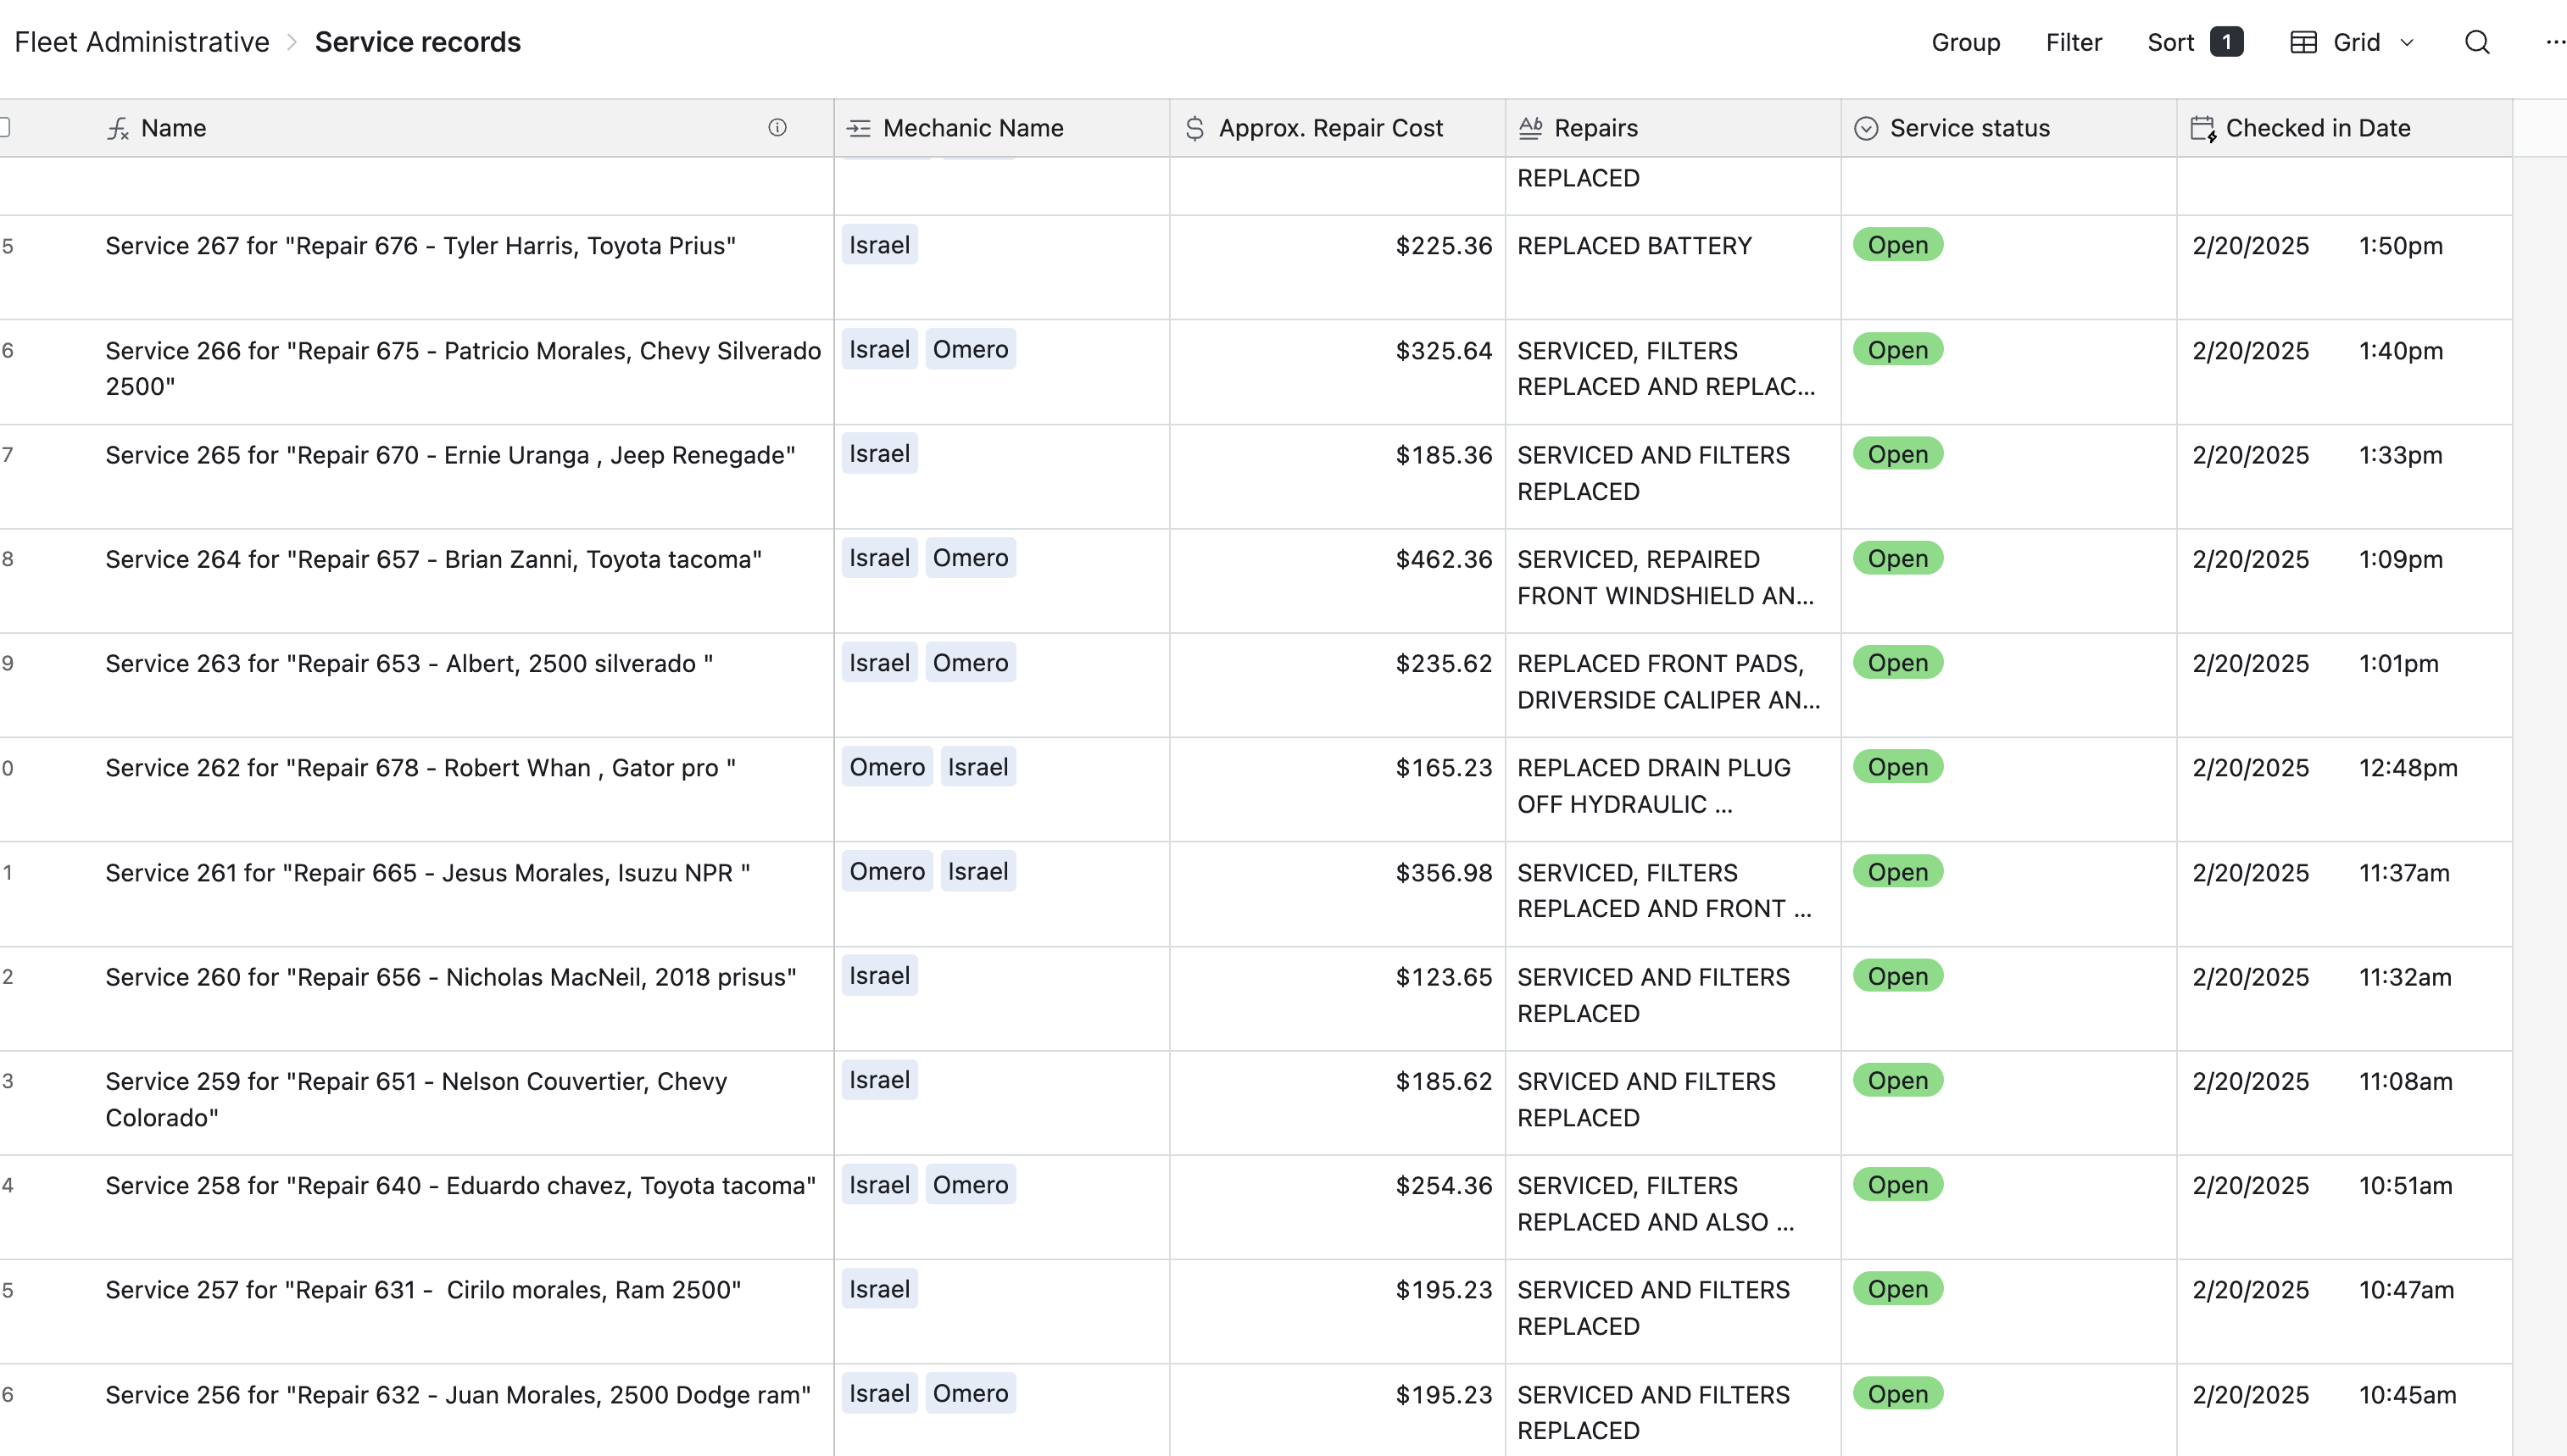 Fleet Administrative > Service records
Group Filter Sort 1 Grid ...
Name Mechanic Name Approx. Repair Cost Repairs Service status Checked in Date
REPLACED
5 Service 267 for "Repair 676 - Tyler Harris, Toyota Prius" Israel $225.36 REPLACED BATTERY Open 2/20/2025 1:50pm
6 Service 266 for "Repair 675 - Patricio Morales, Chevy Silverado Israel Omero $325.64 SERVICED, FILTERS Open 2/20/2025 1:40pm
2500" REPLACED AND REPLAC...
7 Service 265 for "Repair 670 - Ernie Uranga , Jeep Renegade" Israel $185.36 SERVICED AND FILTERS Open 2/20/2025 1:33pm
REPLACED
8 Service 264 for "Repair 657 - Brian Zanni, Toyota tacoma" Israel Omero $462.36 SERVICED, REPAIRED Open 2/20/2025 1:09pm
FRONT WINDSHIELD AN...
9 Service 263 for "Repair 653 - Albert, 2500 silverado " Israel Omero $235.62 REPLACED FRONT PADS, Open 2/20/2025 1:01pm
DRIVERSIDE CALIPER AN...
0 Service 262 for "Repair 678 - Robert Whan , Gator pro " Omero Israel $165.23 REPLACED DRAIN PLUG Open 2/20/2025 12:48pm
OFF HYDRAULIC ...
1 Service 261 for "Repair 665 - Jesus Morales, Isuzu NPR " Omero Israel $356.98 SERVICED, FILTERS Open 2/20/2025 11:37am
REPLACED AND FRONT ...
2 Service 260 for "Repair 656 - Nicholas MacNeil, 2018 prisus" Israel $123.65 SERVICED AND FILTERS Open 2/20/2025 11:32am
REPLACED
3 Service 259 for "Repair 651 - Nelson Couvertier, Chevy Israel $185.62 SRVICED AND FILTERS Open 2/20/2025 11:08am
Colorado" REPLACED
4 Service 258 for "Repair 640 - Eduardo chavez, Toyota tacoma" Israel Omero $254.36 SERVICED, FILTERS Open 2/20/2025 10:51am
REPLACED AND ALSO ...
5 Service 257 for "Repair 631 -  Cirilo morales, Ram 2500" Israel $195.23 SERVICED AND FILTERS Open 2/20/2025 10:47am
REPLACED
6 Service 256 for "Repair 632 - Juan Morales, 2500 Dodge ram" Israel Omero $195.23 SERVICED AND FILTERS Open 2/20/2025 10:45am
REPLACED